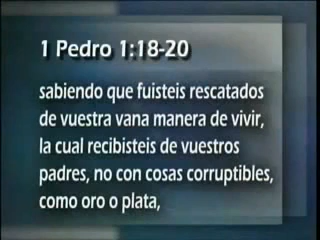 1 Pedro 1:18-20
sabiendo que fuisteis rescatados
de vuestra vana manera de vivir,
la cual recibisteis de vuestros
padres, no con cosas corruptibles,
como oro o plata,